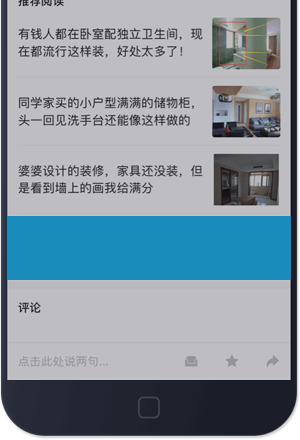 推荐阅读
有钱人都在卧室配独立卫生间，现
在都流行这样装，好处太多了！
同学家买的小户型满满的储物柜，
头一回见洗手台还能像这样做的
婆婆设计的装修，家具还没装，但
是看到墙上的画我给满分
评论
点击此处说两句...